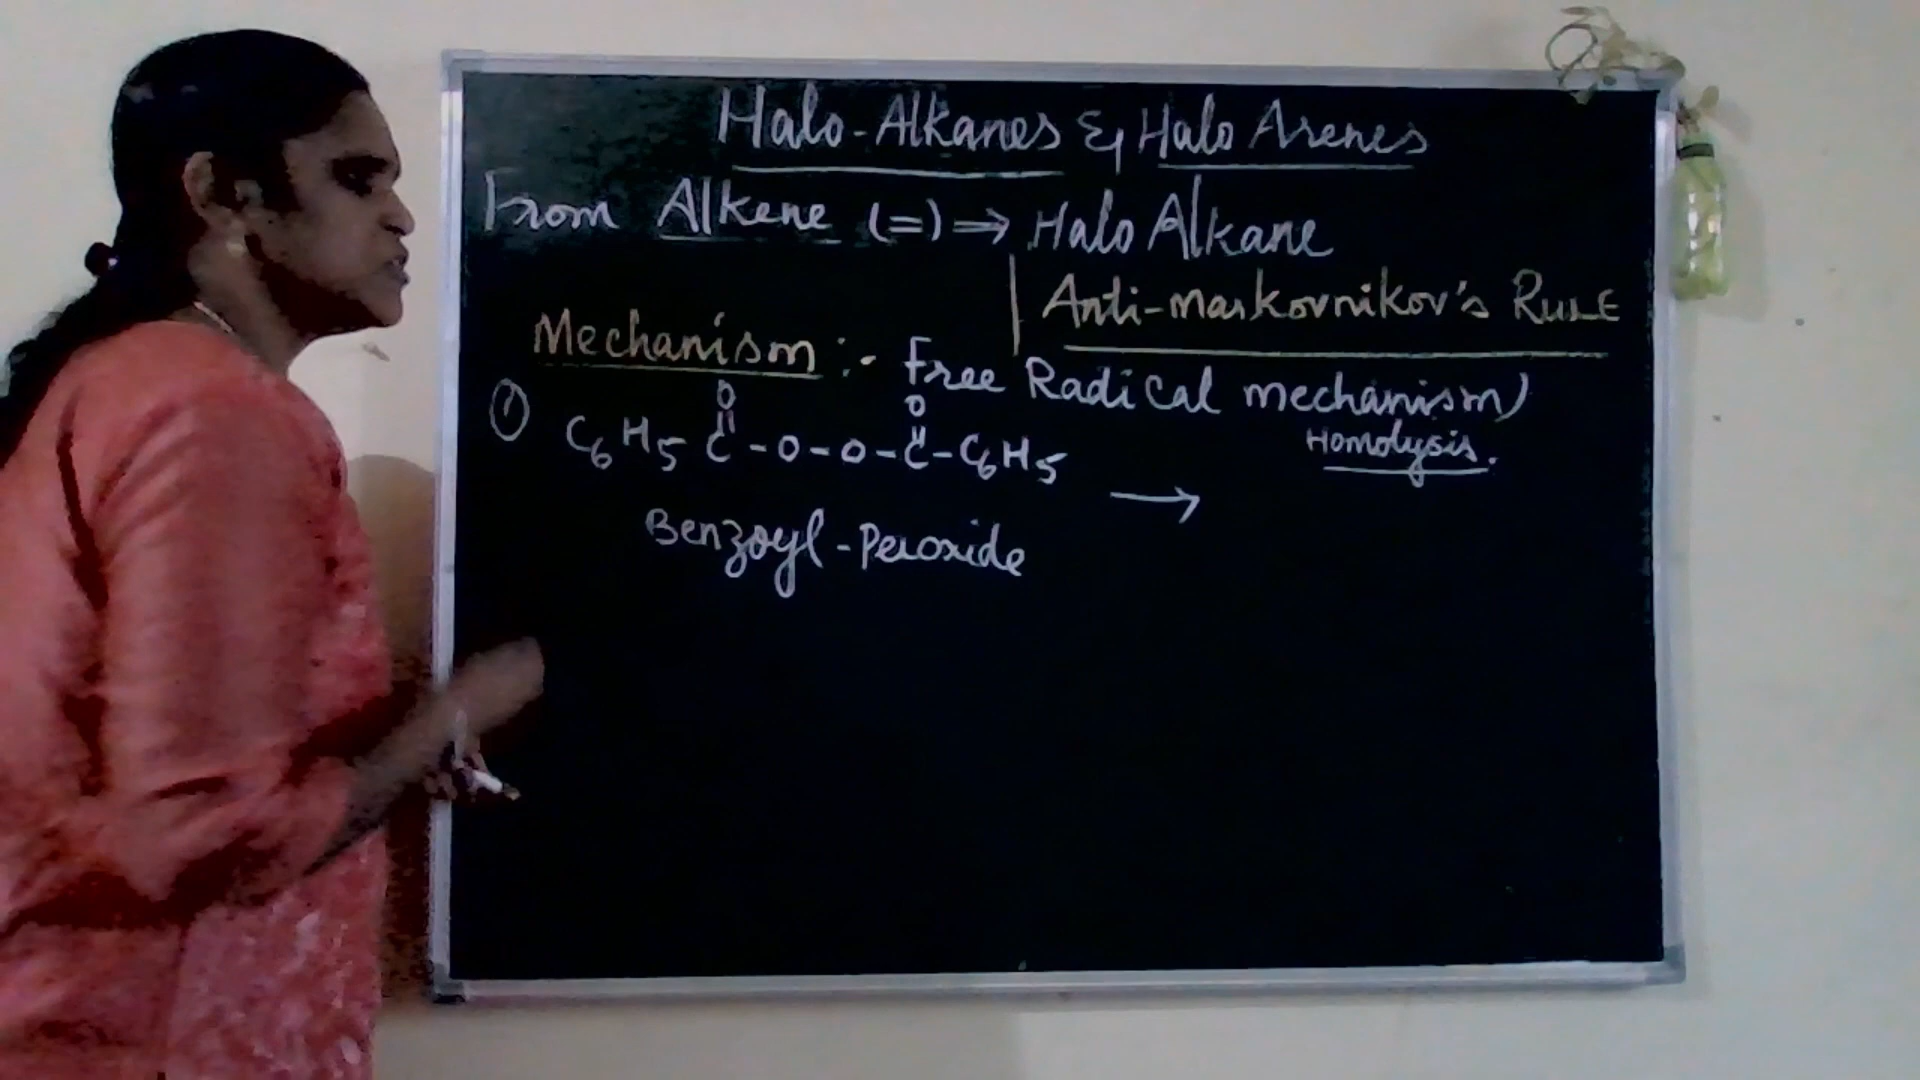 Halo-Alkanes & Halo Arenes
From Alkene (=) ⇒ Halo Alkane
Anti-markovnikov's RULE
Mechanism :- Free Radical mechanism)
Homolysis.
① C6H5 C(=O) - O - O - C(=O) - C6H5 →
Benzoyl - Peroxide